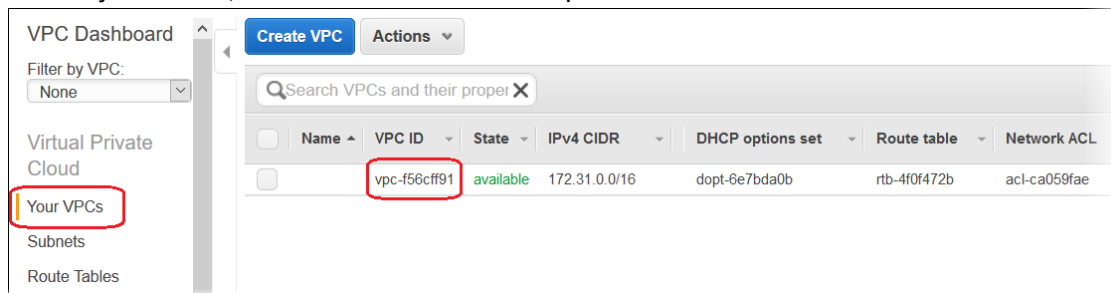 VPC Dashboard
Filter by VPC:
None
Virtual Private
Cloud
Your VPCs
Subnets
Route Tables
Create VPC Actions
Search VPCs and their proper
Name VPC ID State IPv4 CIDR DHCP options set Route table Network ACL
vpc-f56cff91 available 172.31.0.0/16 dopt-6e7bda0b rtb-4f0f472b acl-ca059fae